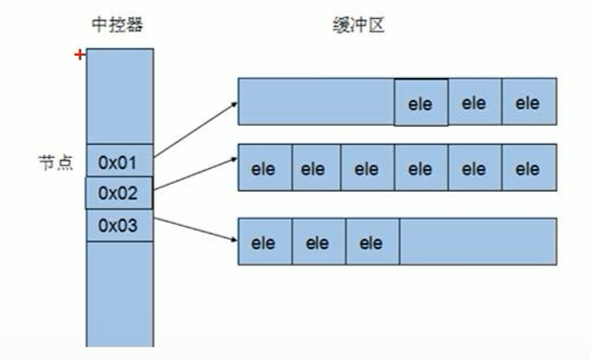 中控器 缓冲区
ele ele ele
节点 0x01
ele ele ele ele ele ele
0x02
0x03
ele ele ele